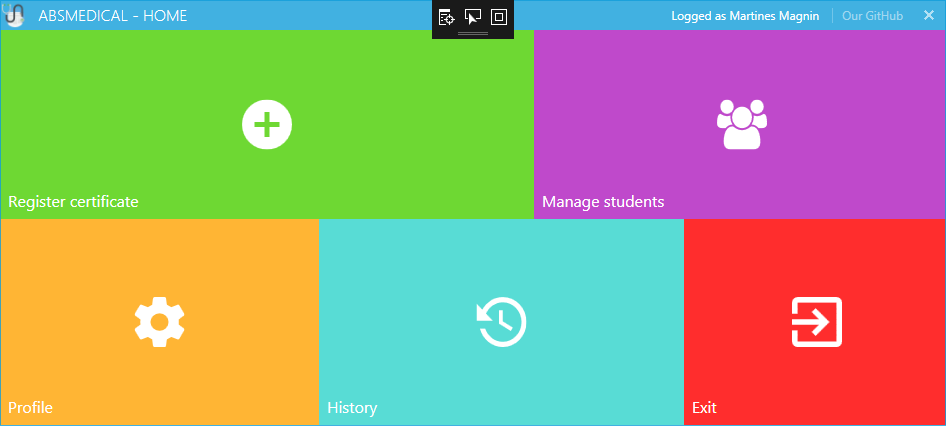 ABSMEDICAL - HOME
Logged as Martines Magnin
Our GitHub
Register certificate
Manage students
Profile
History
Exit